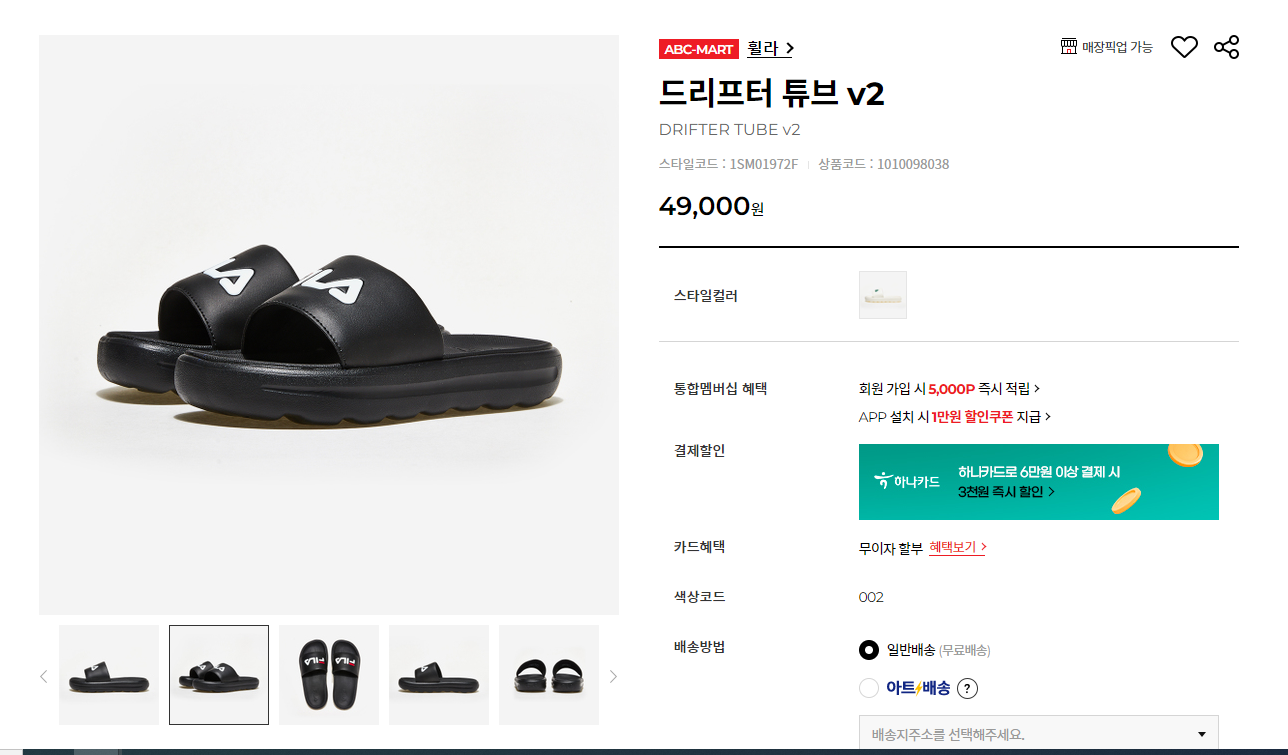 ABC-MART 휠라
매장픽업 가능
드리프터 튜브 v2
DRIFTER TUBE v2
스타일코드 : 1SM01972F 상품코드 : 1010098038
49,000원
스타일컬러
통합멤버십 혜택
회원 가입 시 5,000P 즉시 적립
APP 설치 시 1만원 할인쿠폰 지급
결제할인
하나카드
하나카드로 6만원 이상 결제 시
3천원 즉시 할인
카드혜택
무이자 할부 혜택보기
색상코드
002
배송방법
일반배송 (무료배송)
아트배송 ?
배송지주소를 선택해주세요.
FILA
FILA